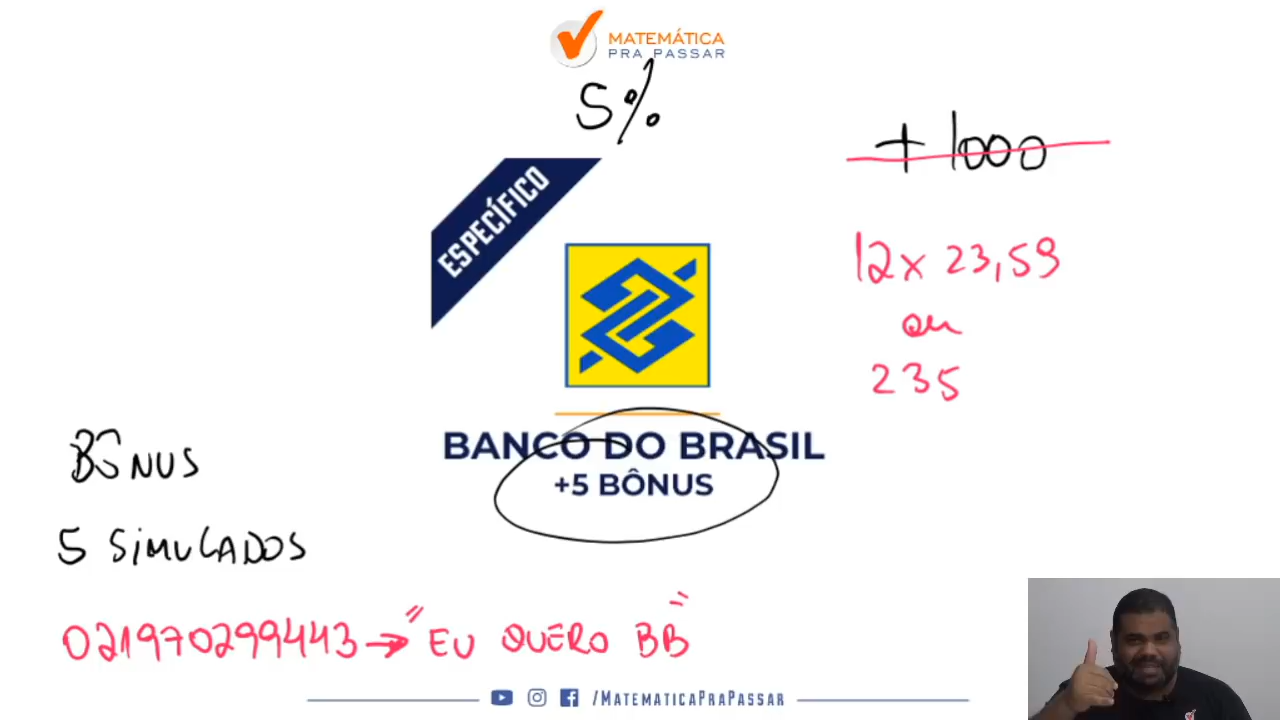 MATEMÁTICA
PRA PASSAR
5%
+ 1000
ESPECÍFICO
12x 23,59
ou
235
BANCO DO BRASIL
+5 BÔNUS
BÔNUS
5 SIMULADOS
021970299443 → "EU QUERO BB"
/MATEMATICAPRAPASSAR